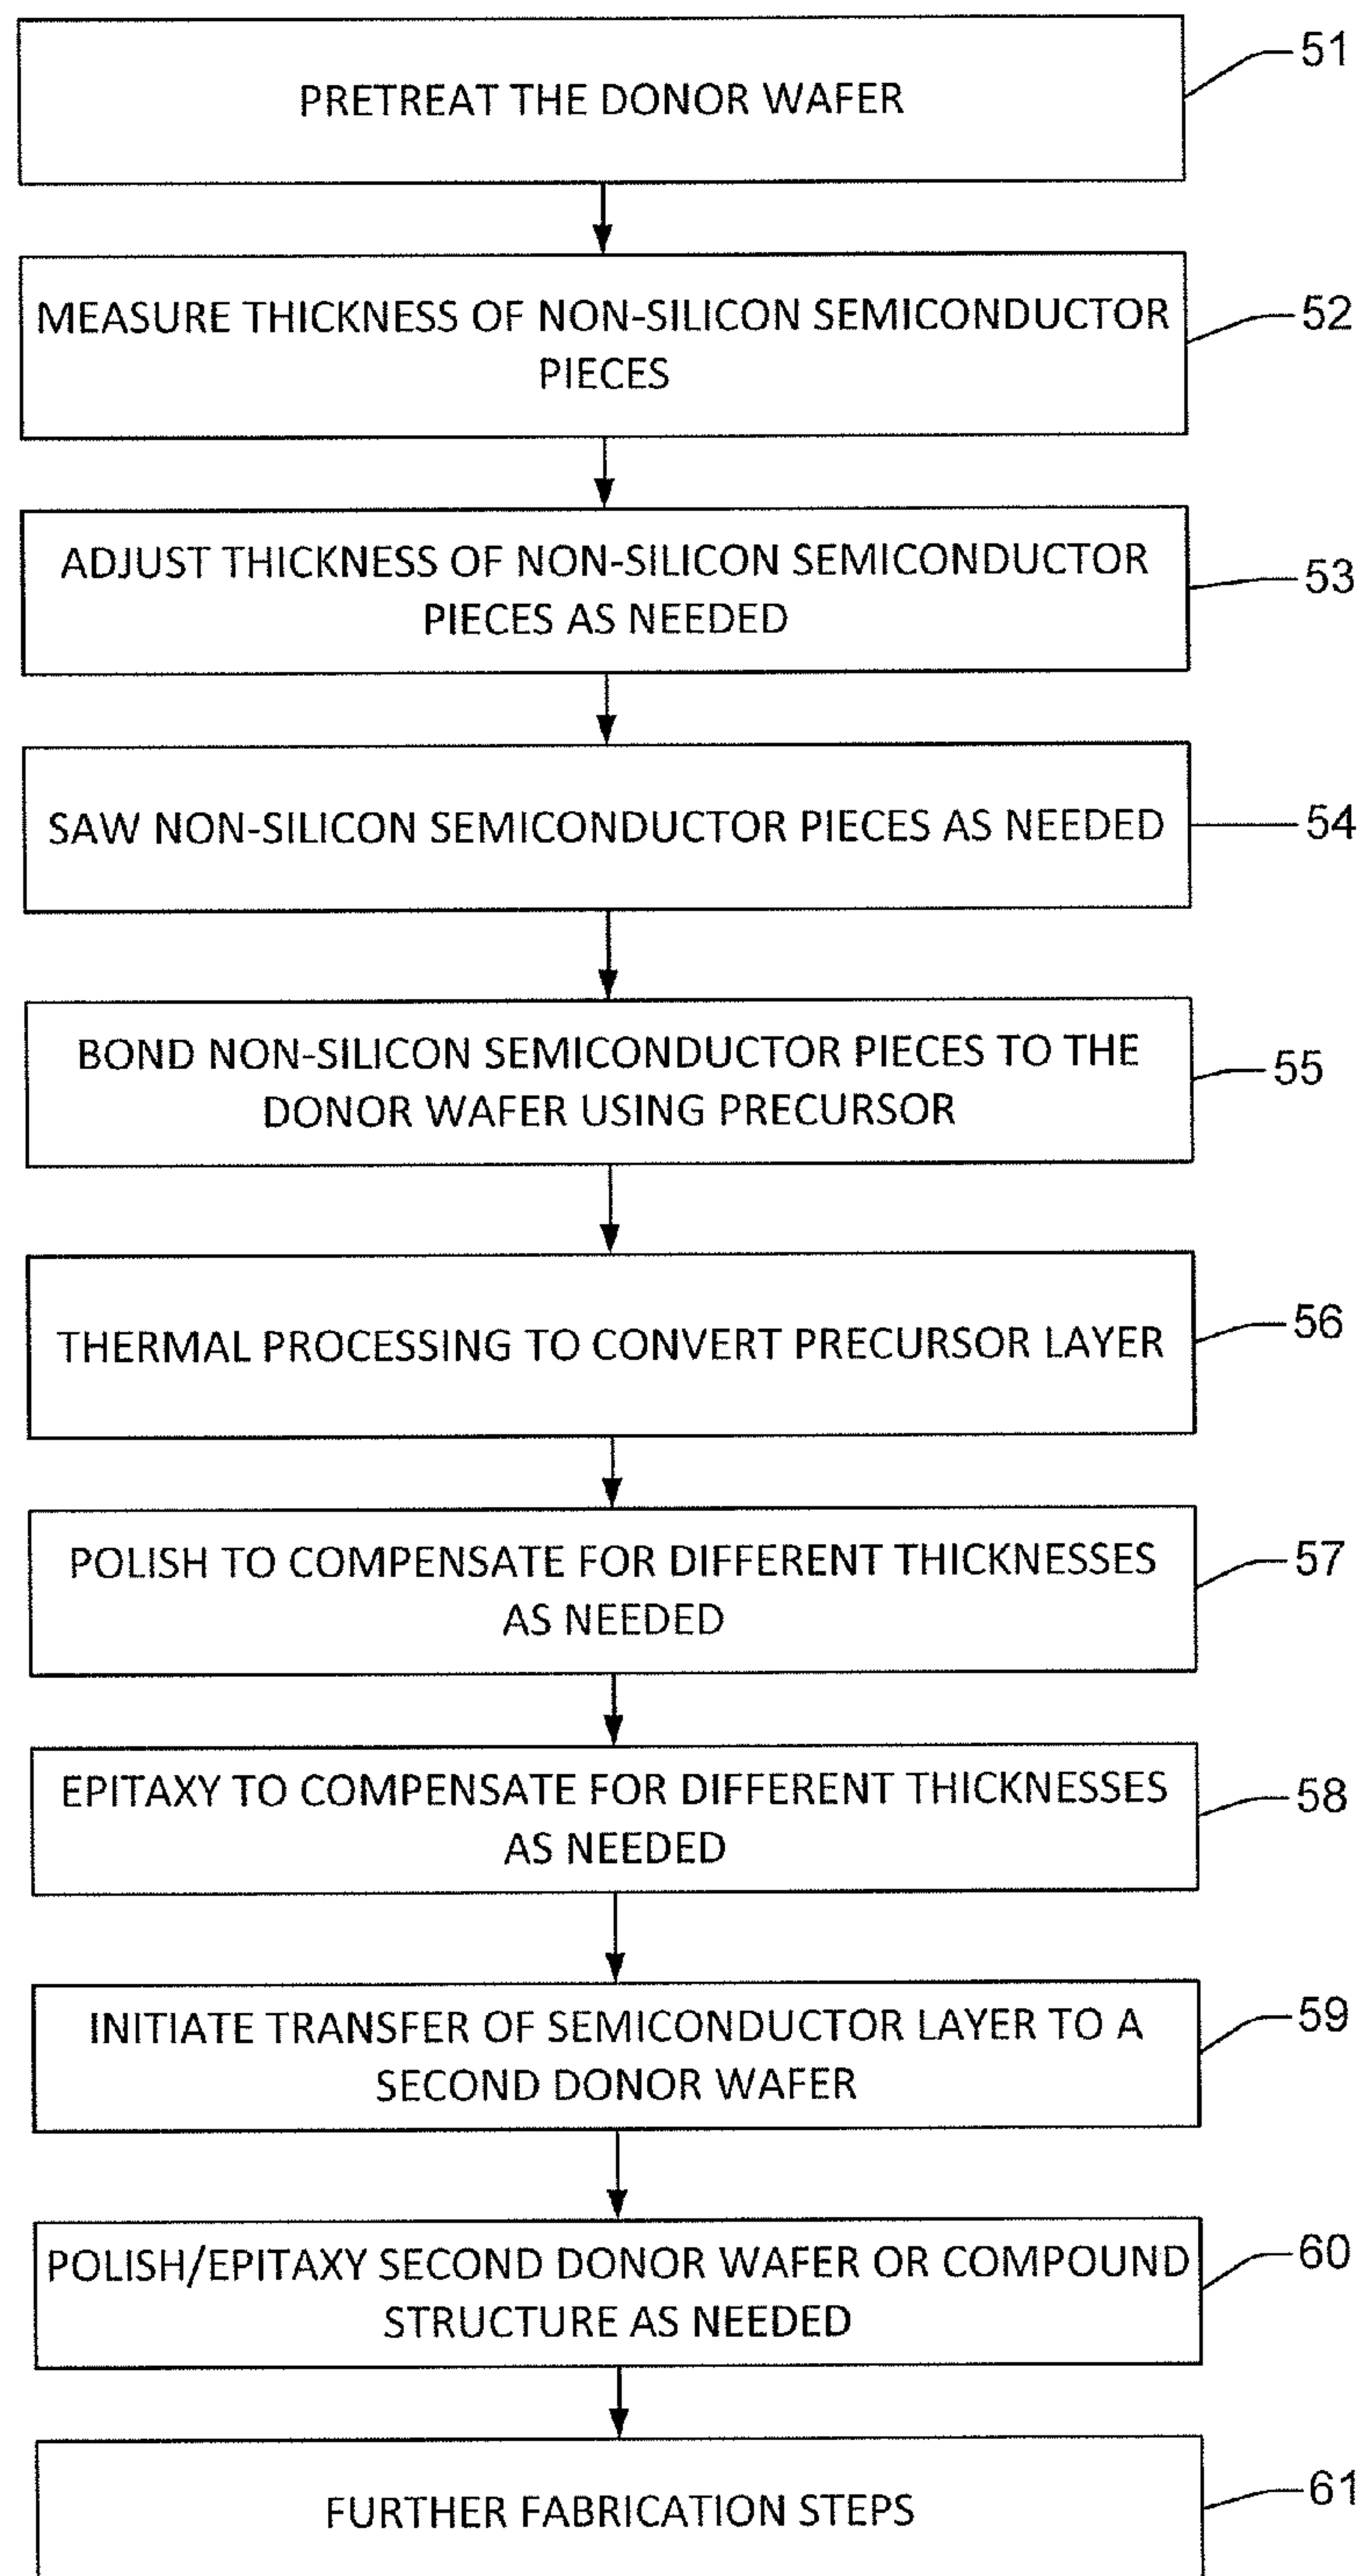 PRETREAT THE DONOR WAFER
51
MEASURE THICKNESS OF NON-SILICON SEMICONDUCTOR
PIECES
52
ADJUST THICKNESS OF NON-SILICON SEMICONDUCTOR
PIECES AS NEEDED
53
SAW NON-SILICON SEMICONDUCTOR PIECES AS NEEDED
54
BOND NON-SILICON SEMICONDUCTOR PIECES TO THE
DONOR WAFER USING PRECURSOR
55
THERMAL PROCESSING TO CONVERT PRECURSOR LAYER
56
POLISH TO COMPENSATE FOR DIFFERENT THICKNESSES
AS NEEDED
57
EPITAXY TO COMPENSATE FOR DIFFERENT THICKNESSES
AS NEEDED
58
INITIATE TRANSFER OF SEMICONDUCTOR LAYER TO A
SECOND DONOR WAFER
59
POLISH/EPITAXY SECOND DONOR WAFER OR COMPOUND
STRUCTURE AS NEEDED
60
FURTHER FABRICATION STEPS
61